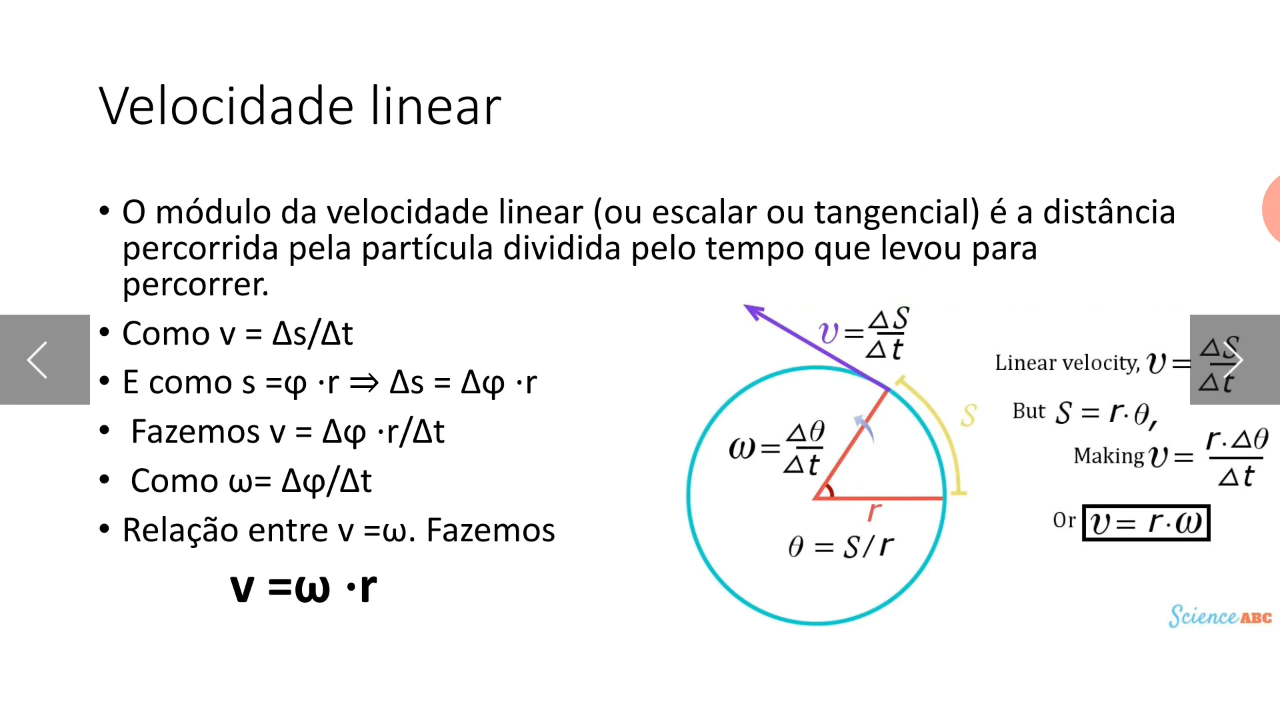 Velocidade linear
• O módulo da velocidade linear (ou escalar ou tangencial) é a distância
percorrida pela partícula dividida pelo tempo que levou para
percorrer.
• Como v = Δs/Δt
• E como s =φ ·r ⇒ Δs = Δφ ·r
• Fazemos v = Δφ ·r/Δt
• Como ω= Δφ/Δt
• Relação entre v =ω. Fazemos
v =ω ·r
v = ΔS/Δt
S
ω = Δθ/Δt
r
θ = S/r
Linear velocity, v = ΔS/Δt
But S = r·θ,
Making v = r·Δθ/Δt
Or v = r·ω
Science ABC